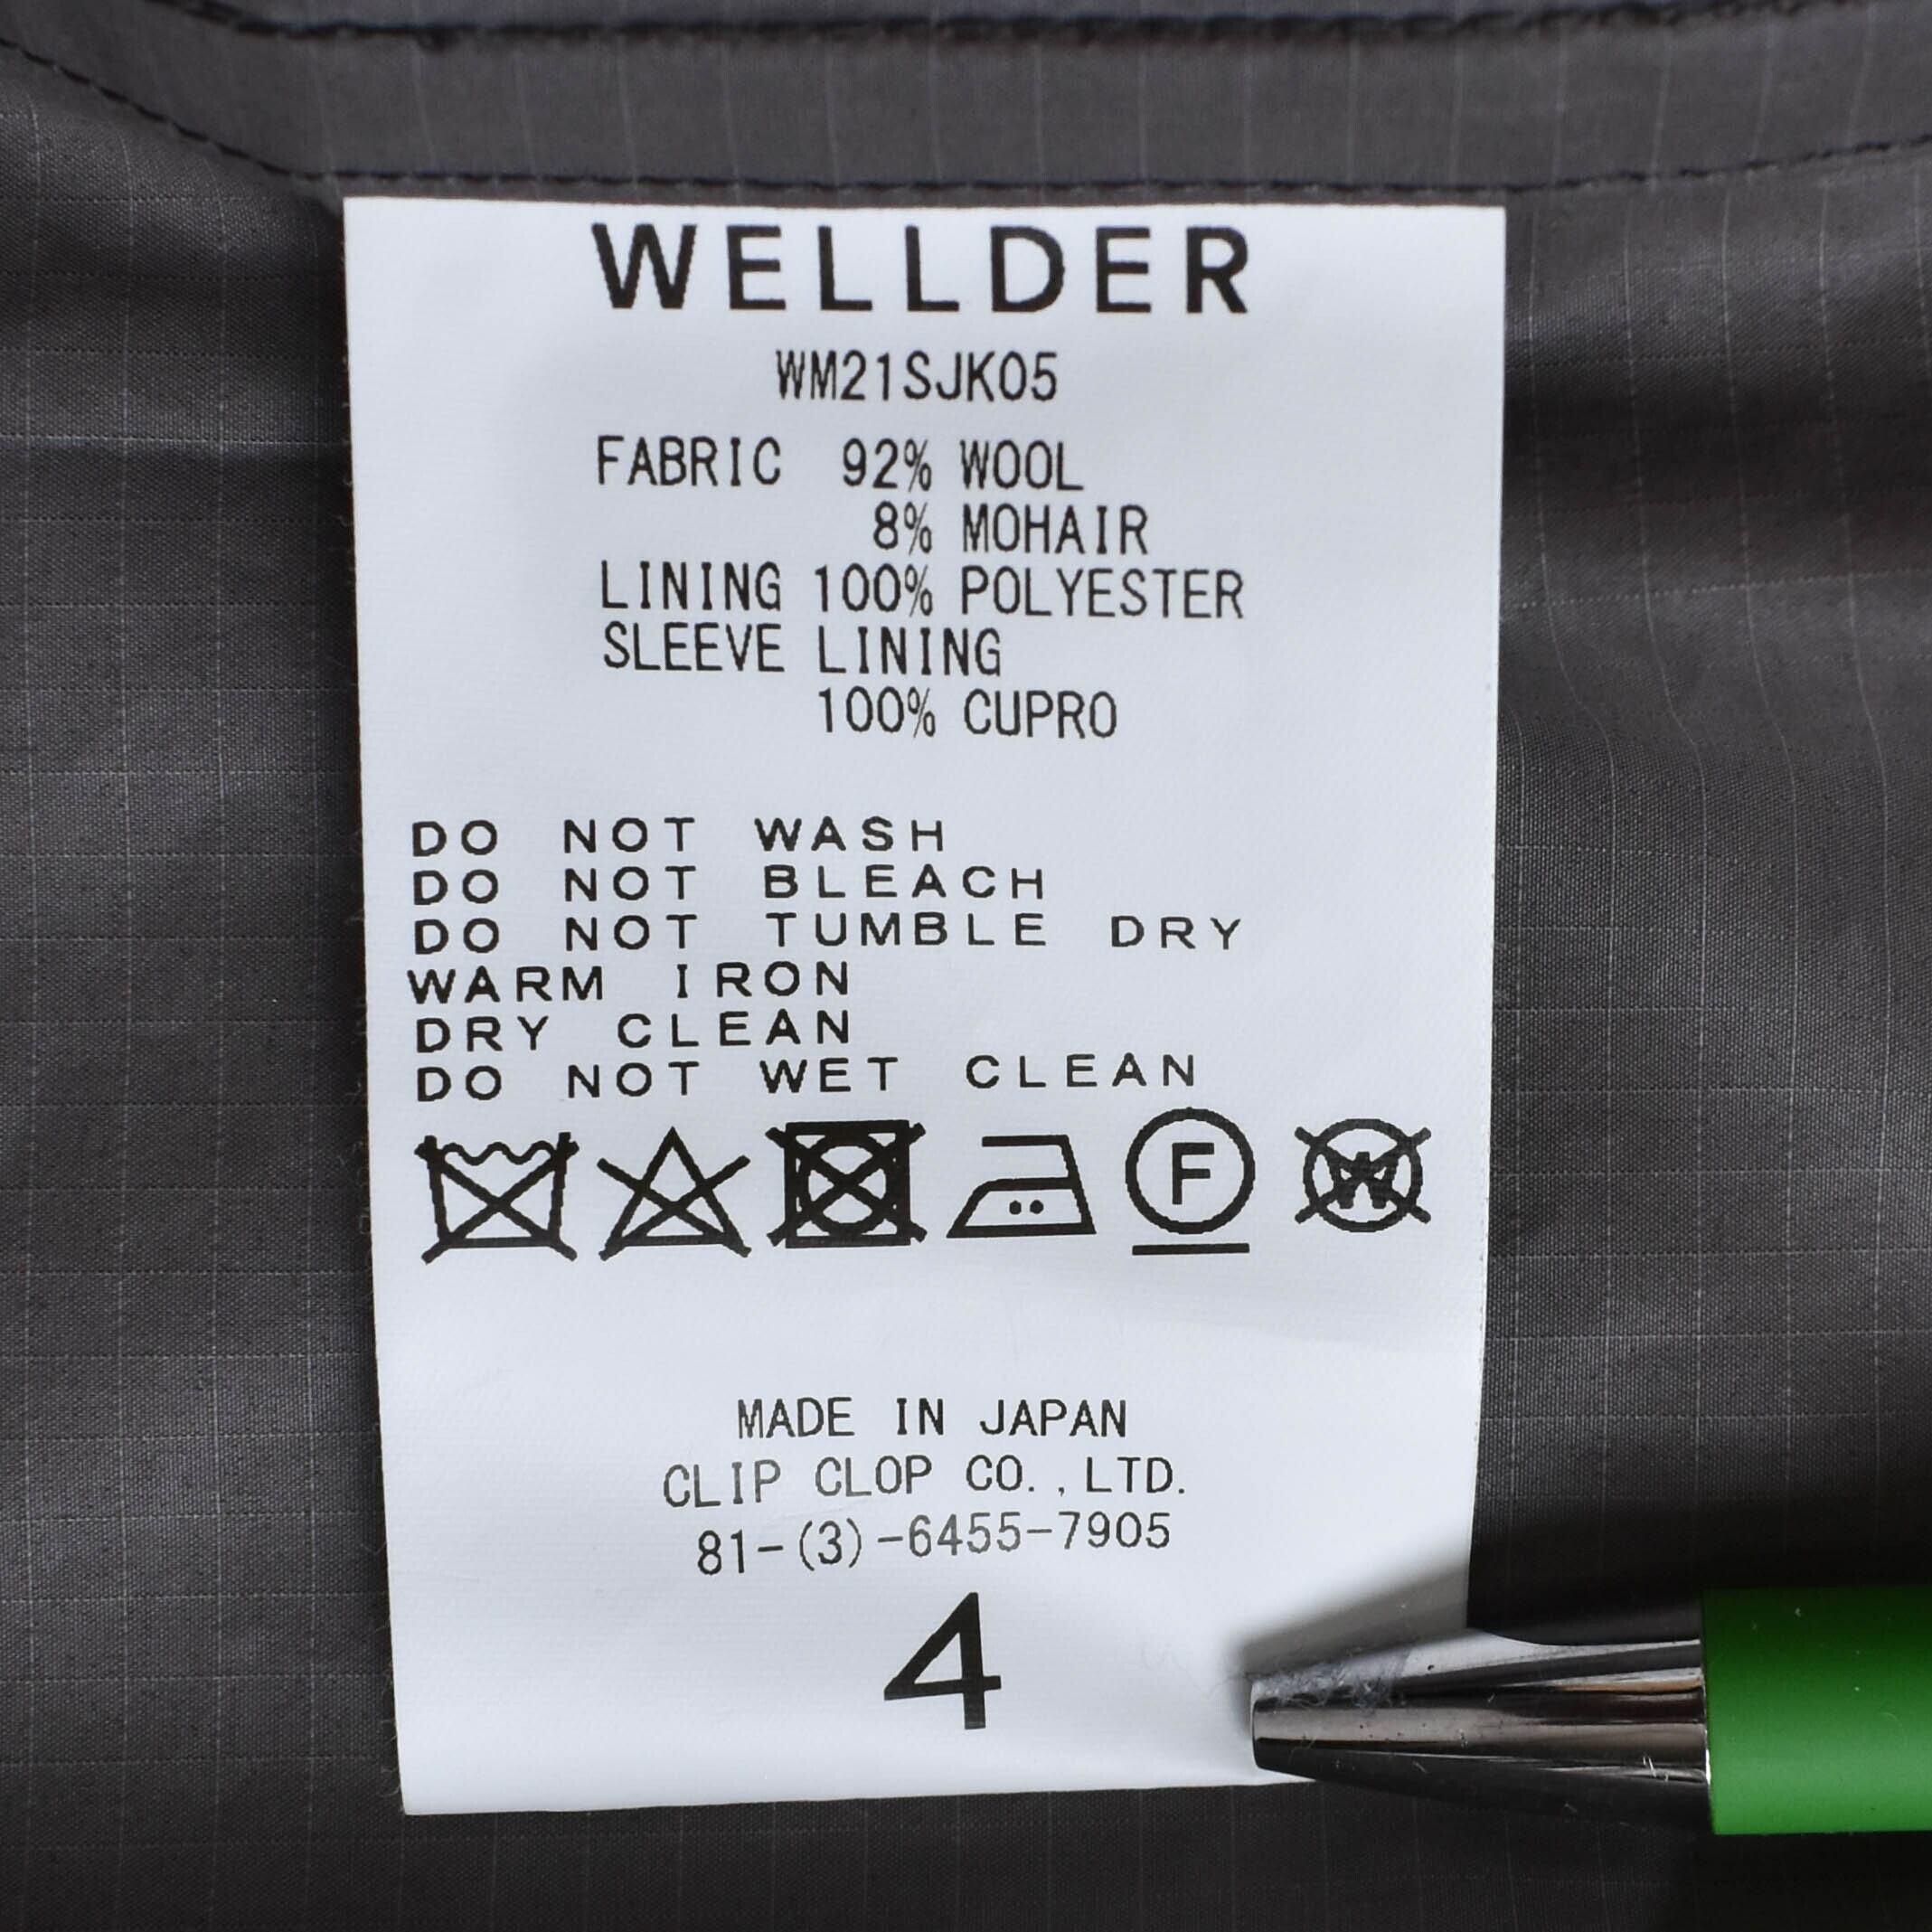 WELLDER
WM21SJK05
FABRIC 92% WOOL
8% MOHAIR
LINING 100% POLYESTER
SLEEVE LINING
100% CUPRO
DO NOT WASH
DO NOT BLEACH
DO NOT TUMBLE DRY
WARM IRON
DRY CLEAN
DO NOT WET CLEAN
F W
MADE IN JAPAN
CLIP CLOP CO.,LTD.
81-(3)-6455-7905
4